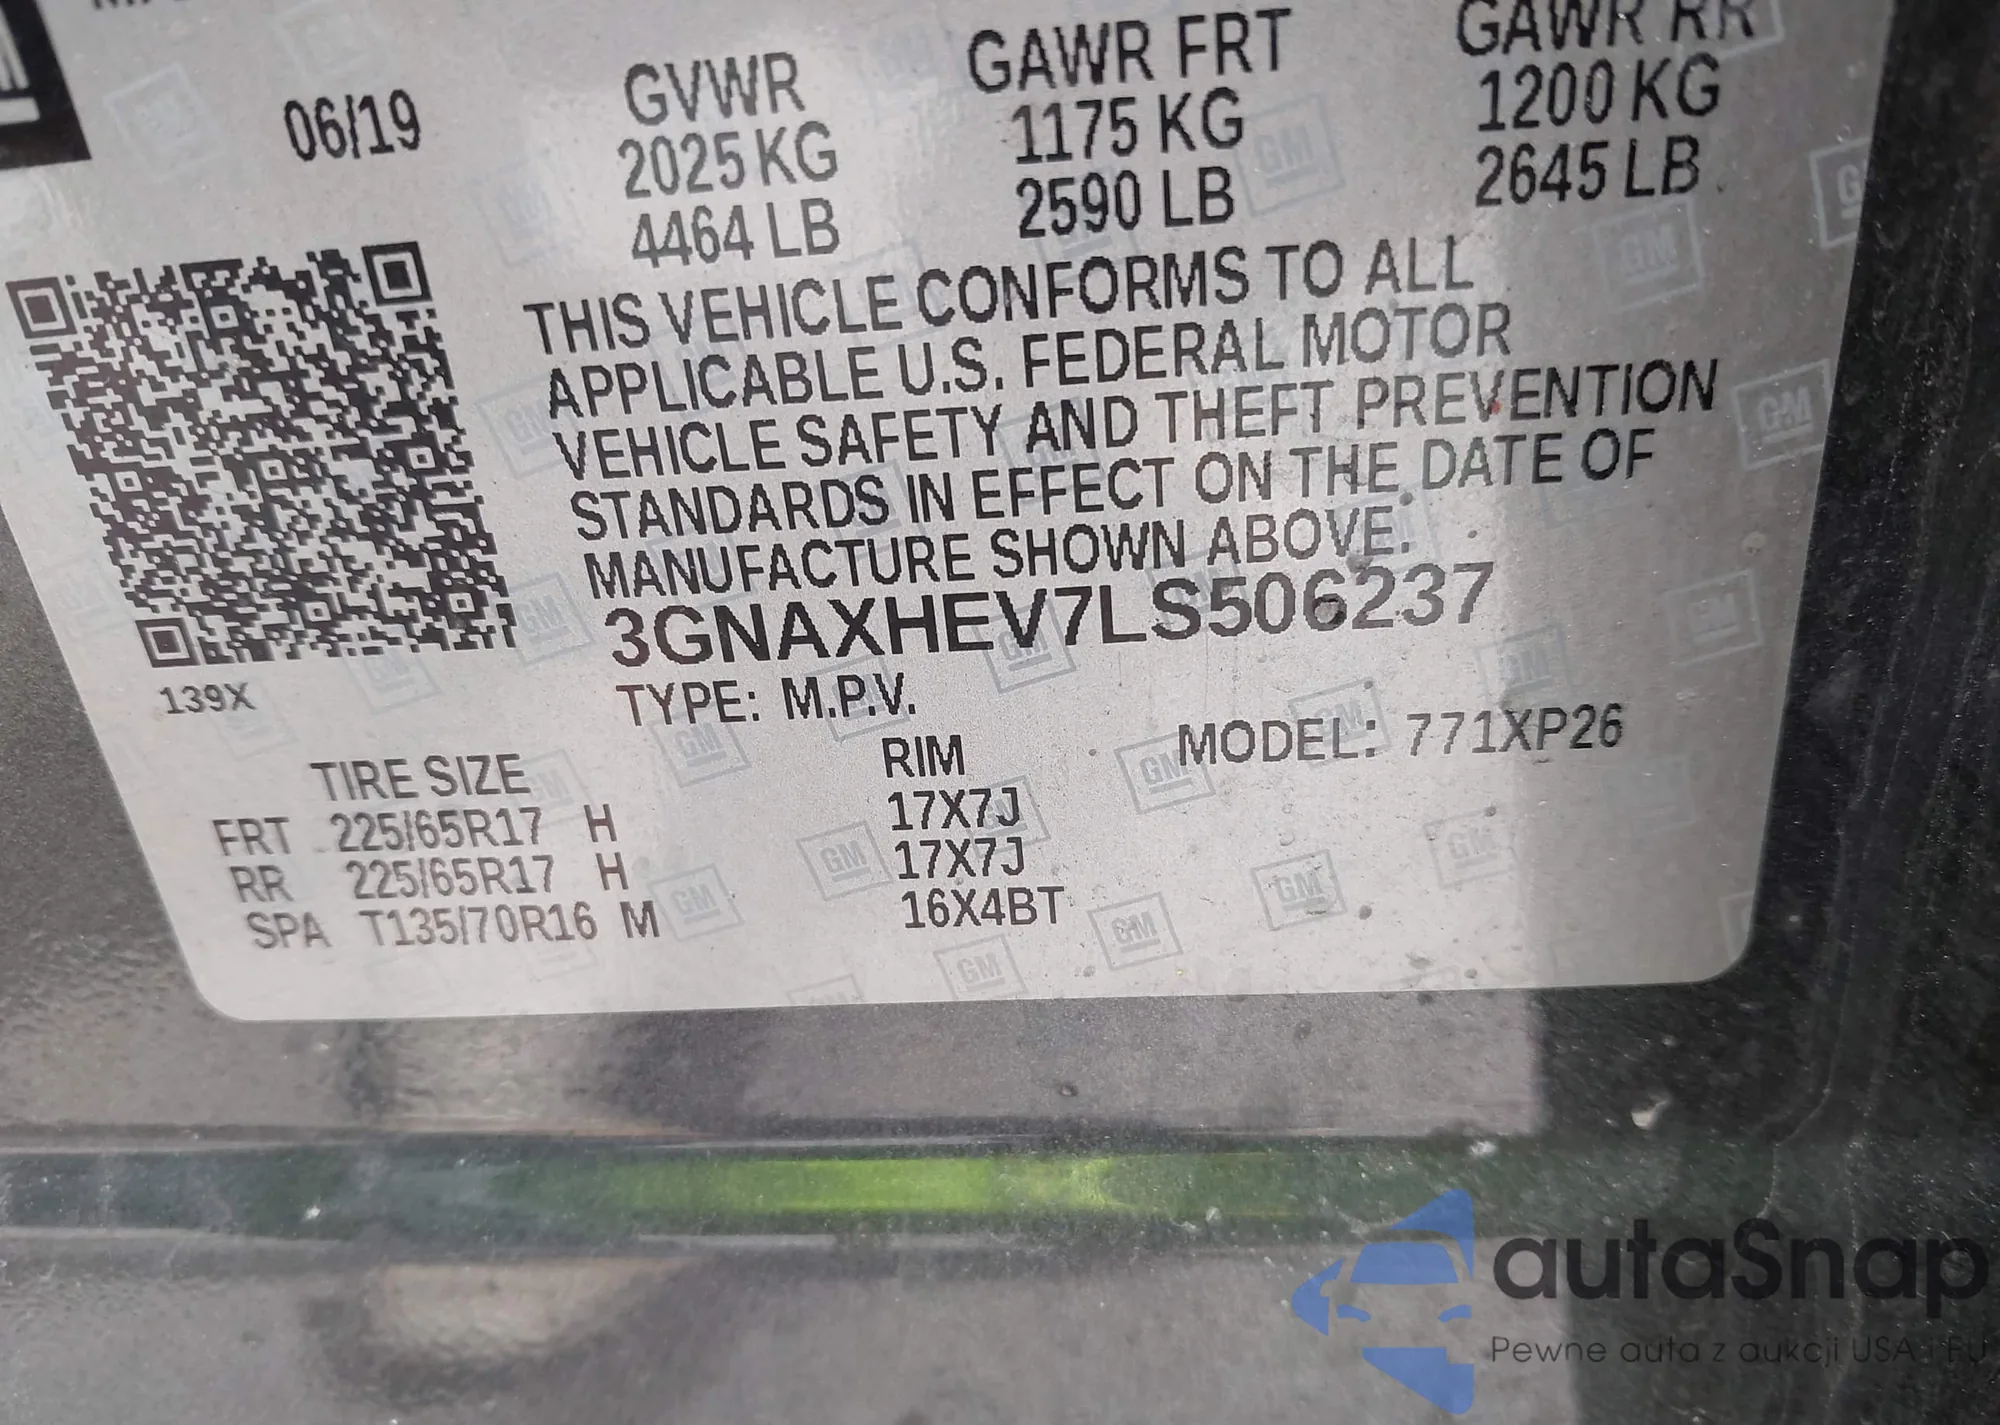 06/19
GVWR
2025 KG
4464 LB
GAWR FRT
1175 KG
2590 LB
GAWR RR
1200 KG
2645 LB
THIS VEHICLE CONFORMS TO ALL
APPLICABLE U.S. FEDERAL MOTOR
VEHICLE SAFETY AND THEFT PREVENTION
STANDARDS IN EFFECT ON THE DATE OF
MANUFACTURE SHOWN ABOVE.
3GNAXHEV7LS506237
139X
TYPE: M.P.V.
MODEL: 771XP26
TIRE SIZE RIM
FRT 225/65R17 H 17X7J
RR 225/65R17 H 17X7J
SPA T135/70R16 M 16X4BT
autaSnap
Pewne auta z aukcji USA i EU